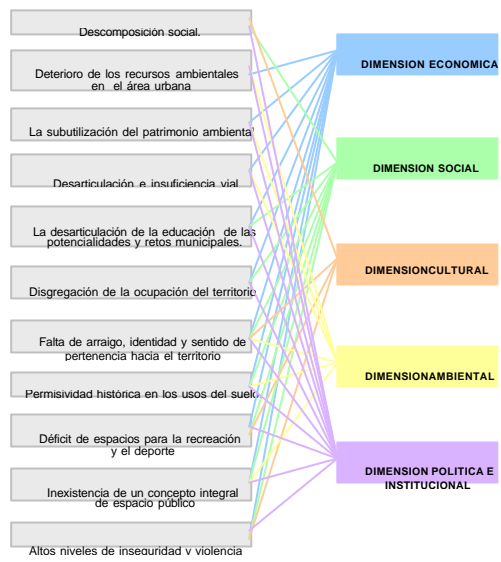 Descomposición social.
Deterioro de los recursos ambientales
en el área urbana
La subutilización del patrimonio ambiental
Desarticulación e insuficiencia vial
La desarticulación de la educación de las
potencialidades y retos municipales.
Disgregación de la ocupación del territorio
Falta de arraigo, identidad y sentido de
pertenencia hacia el territorio
Permisividad histórica en los usos del suelo
Déficit de espacios para la recreación
y el deporte
Inexistencia de un concepto integral
de espacio público
Altos niveles de inseguridad y violencia
DIMENSION ECONOMICA
DIMENSION SOCIAL
DIMENSIONCULTURAL
DIMENSIONAMBIENTAL
DIMENSION POLITICA E
INSTITUCIONAL